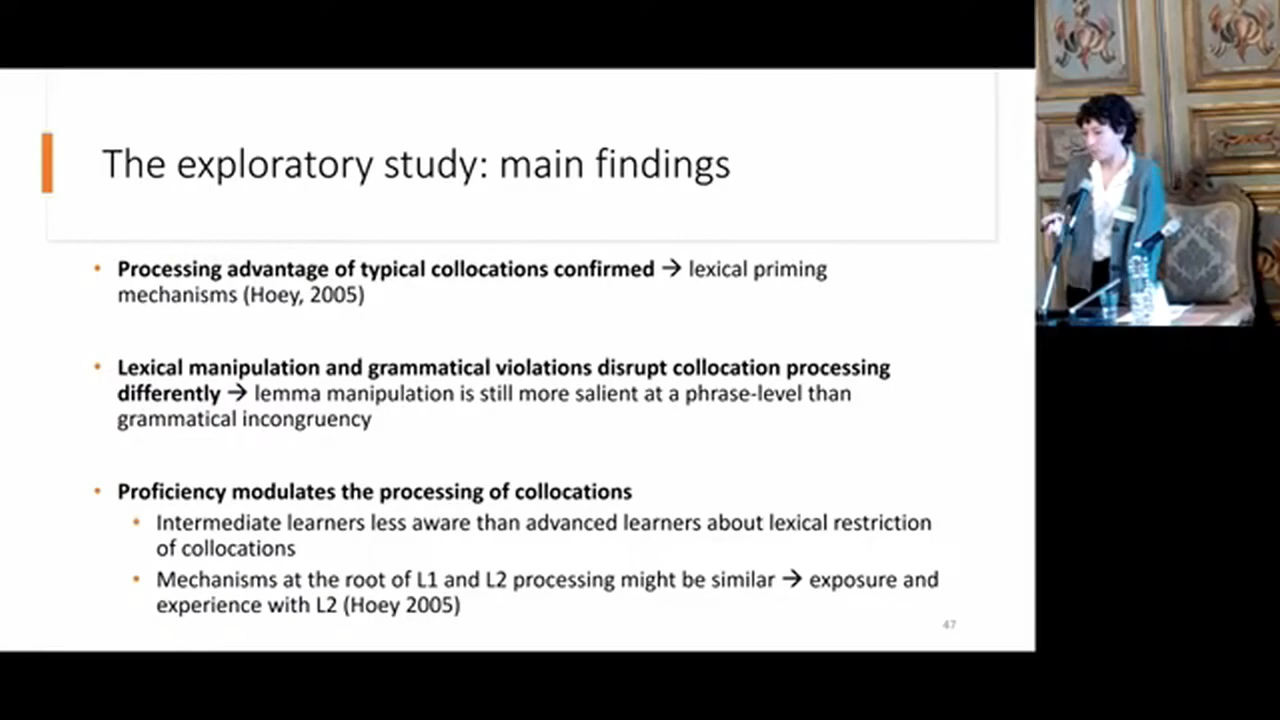 The exploratory study: main findings
• Processing advantage of typical collocations confirmed → lexical priming
mechanisms (Hoey, 2005)
• Lexical manipulation and grammatical violations disrupt collocation processing
differently → lemma manipulation is still more salient at a phrase-level than
grammatical incongruency
• Proficiency modulates the processing of collocations
• Intermediate learners less aware than advanced learners about lexical restriction
of collocations
• Mechanisms at the root of L1 and L2 processing might be similar → exposure and
experience with L2 (Hoey 2005)
47